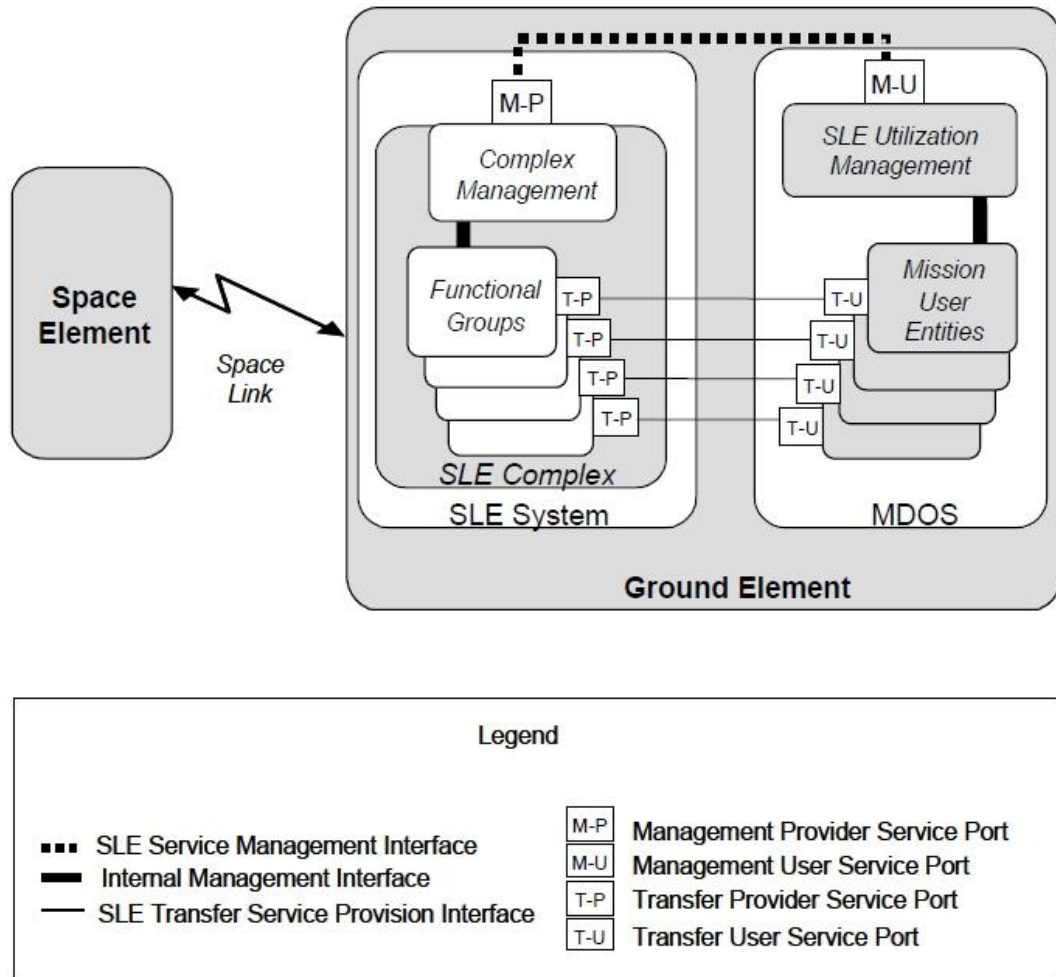 M-P
M-U
Complex
Management
SLE Utilization
Management
Space
Element
Space
Link
Functional
Groups
T-P
T-P
T-P
T-P
T-U
T-U
T-U
T-U
Mission
User
Entities
SLE Complex
SLE System
MDOS
Ground Element
Legend
SLE Service Management Interface
Internal Management Interface
SLE Transfer Service Provision Interface
M-P Management Provider Service Port
M-U Management User Service Port
T-P Transfer Provider Service Port
T-U Transfer User Service Port